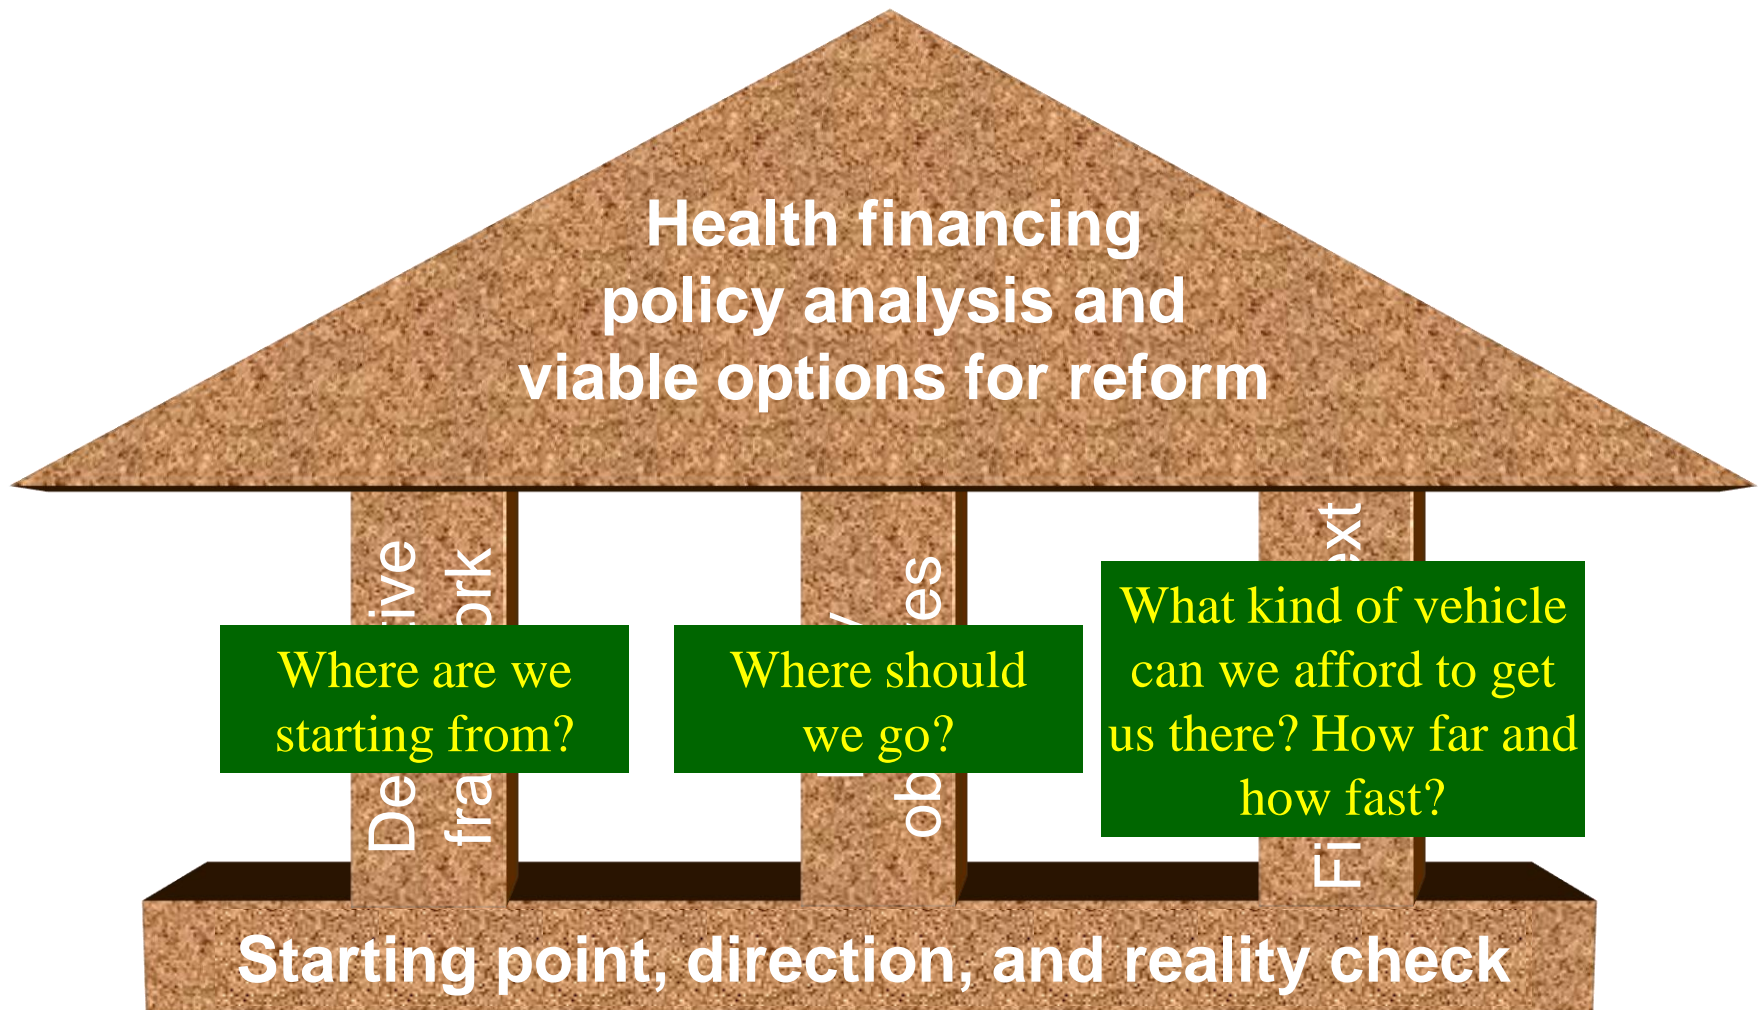 Health financing
policy analysis and
viable options for reform
Where are we
starting from?
Where should
we go?
What kind of vehicle
can we afford to get
us there? How far and
how fast?
Starting point, direction, and reality check